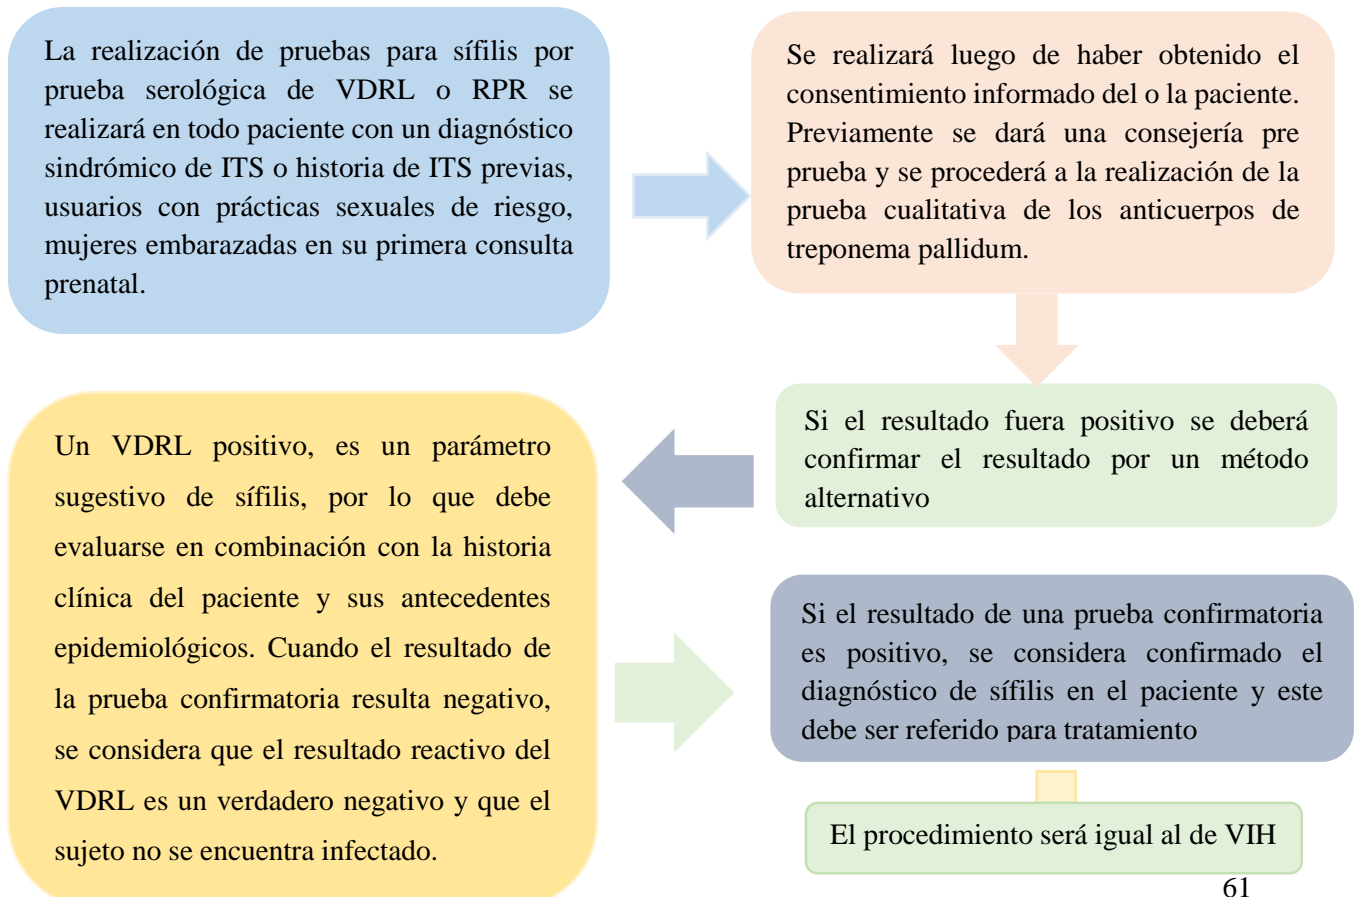 La realización de pruebas para sífilis por
prueba serológica de VDRL o RPR se
realizará en todo paciente con un diagnóstico
sindrómico de ITS o historia de ITS previas,
usuarios con prácticas sexuales de riesgo,
mujeres embarazadas en su primera consulta
prenatal.
Se realizará luego de haber obtenido el
consentimiento informado del o la paciente.
Previamente se dará una consejería pre
prueba y se procederá a la realización de la
prueba cualitativa de los anticuerpos de
treponema pallidum.
Si el resultado fuera positivo se deberá
confirmar el resultado por un método
alternativo
Un VDRL positivo, es un parámetro
sugestivo de sífilis, por lo que debe
evaluarse en combinación con la historia
clínica del paciente y sus antecedentes
epidemiológicos. Cuando el resultado de
la prueba confirmatoria resulta negativo,
se considera que el resultado reactivo del
VDRL es un verdadero negativo y que el
sujeto no se encuentra infectado.
Si el resultado de una prueba confirmatoria
es positivo, se considera confirmado el
diagnóstico de sífilis en el paciente y este
debe ser referido para tratamiento
El procedimiento será igual al de VIH
61